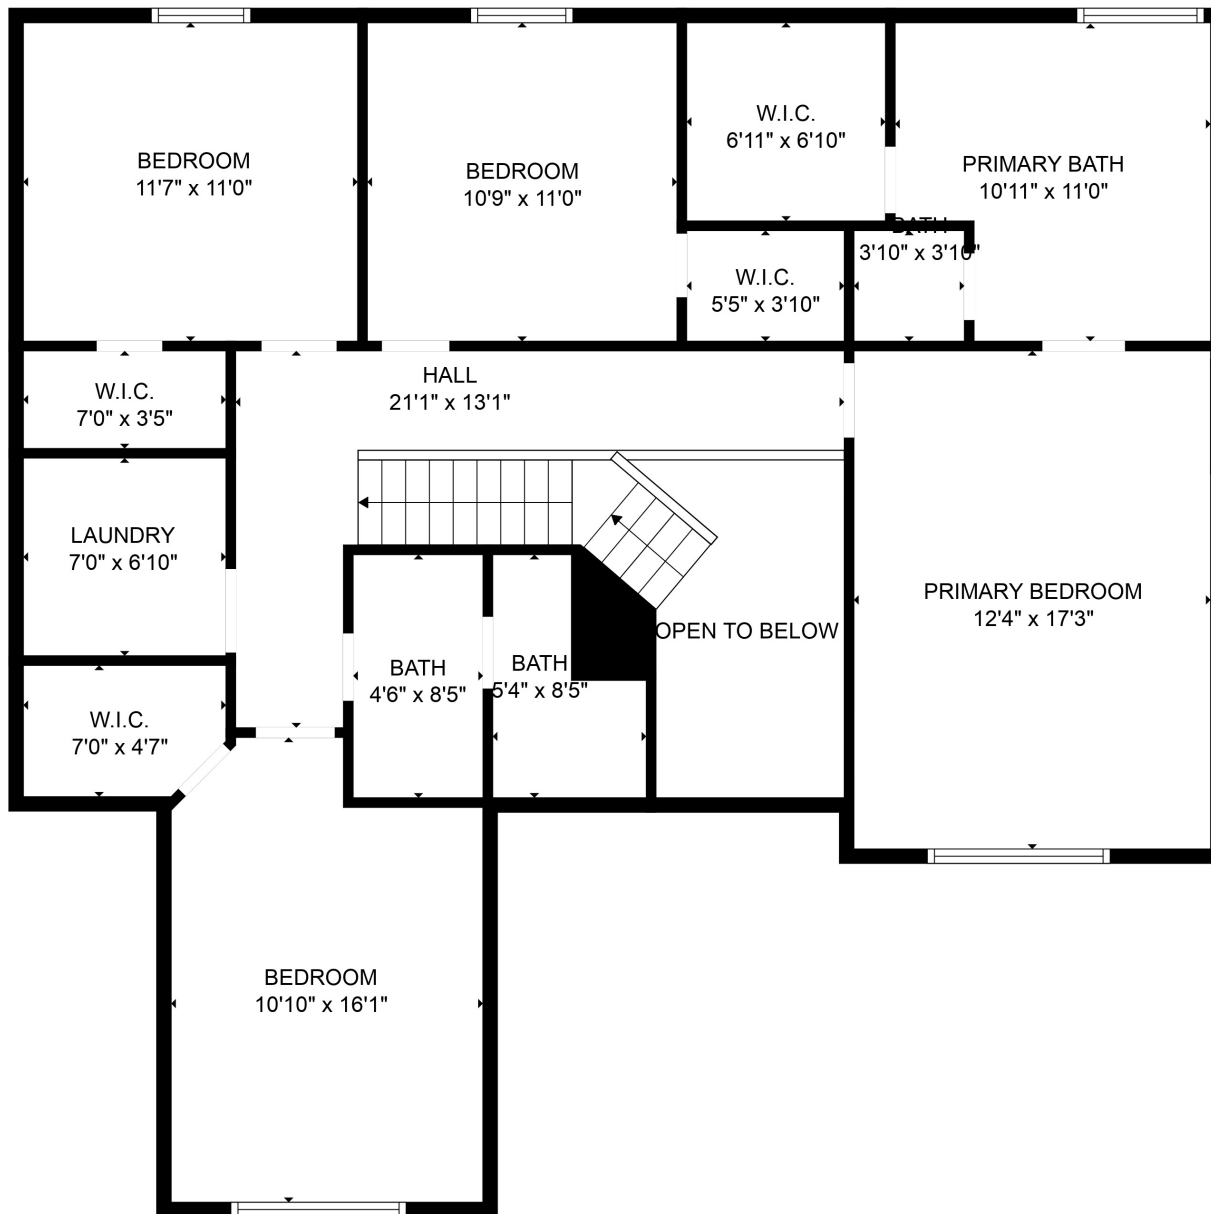 BEDROOM
11'7" x 11'0"
BEDROOM
10'9" x 11'0"
W.I.C.
6'11" x 6'10"
PRIMARY BATH
10'11" x 11'0"
BATH
3'10" x 3'10"
W.I.C.
5'5" x 3'10"
W.I.C.
7'0" x 3'5"
HALL
21'1" x 13'1"
LAUNDRY
7'0" x 6'10"
PRIMARY BEDROOM
12'4" x 17'3"
OPEN TO BELOW
BATH
4'6" x 8'5"
BATH
5'4" x 8'5"
W.I.C.
7'0" x 4'7"
BEDROOM
10'10" x 16'1"